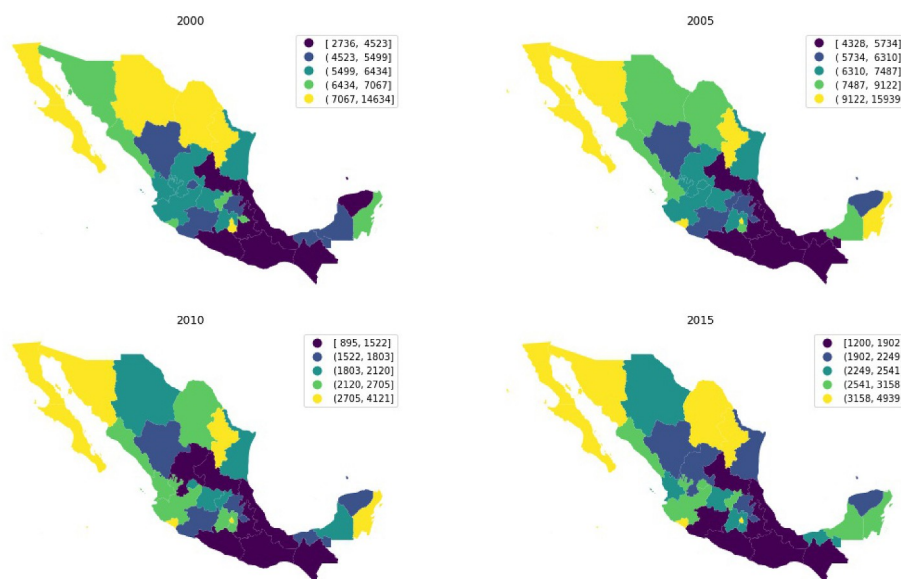 2000
[ 2736, 4523]
( 4523, 5499]
( 5499, 6434]
( 6434, 7067]
( 7067, 14634]
2005
[ 4328, 5734]
( 5734, 6310]
( 6310, 7487]
( 7487, 9122]
( 9122, 15939]
2010
[ 895, 1522]
(1522, 1803]
(1803, 2120]
(2120, 2705]
(2705, 4121]
2015
[1200, 1902]
(1902, 2249]
(2249, 2541]
(2541, 3158]
(3158, 4939]